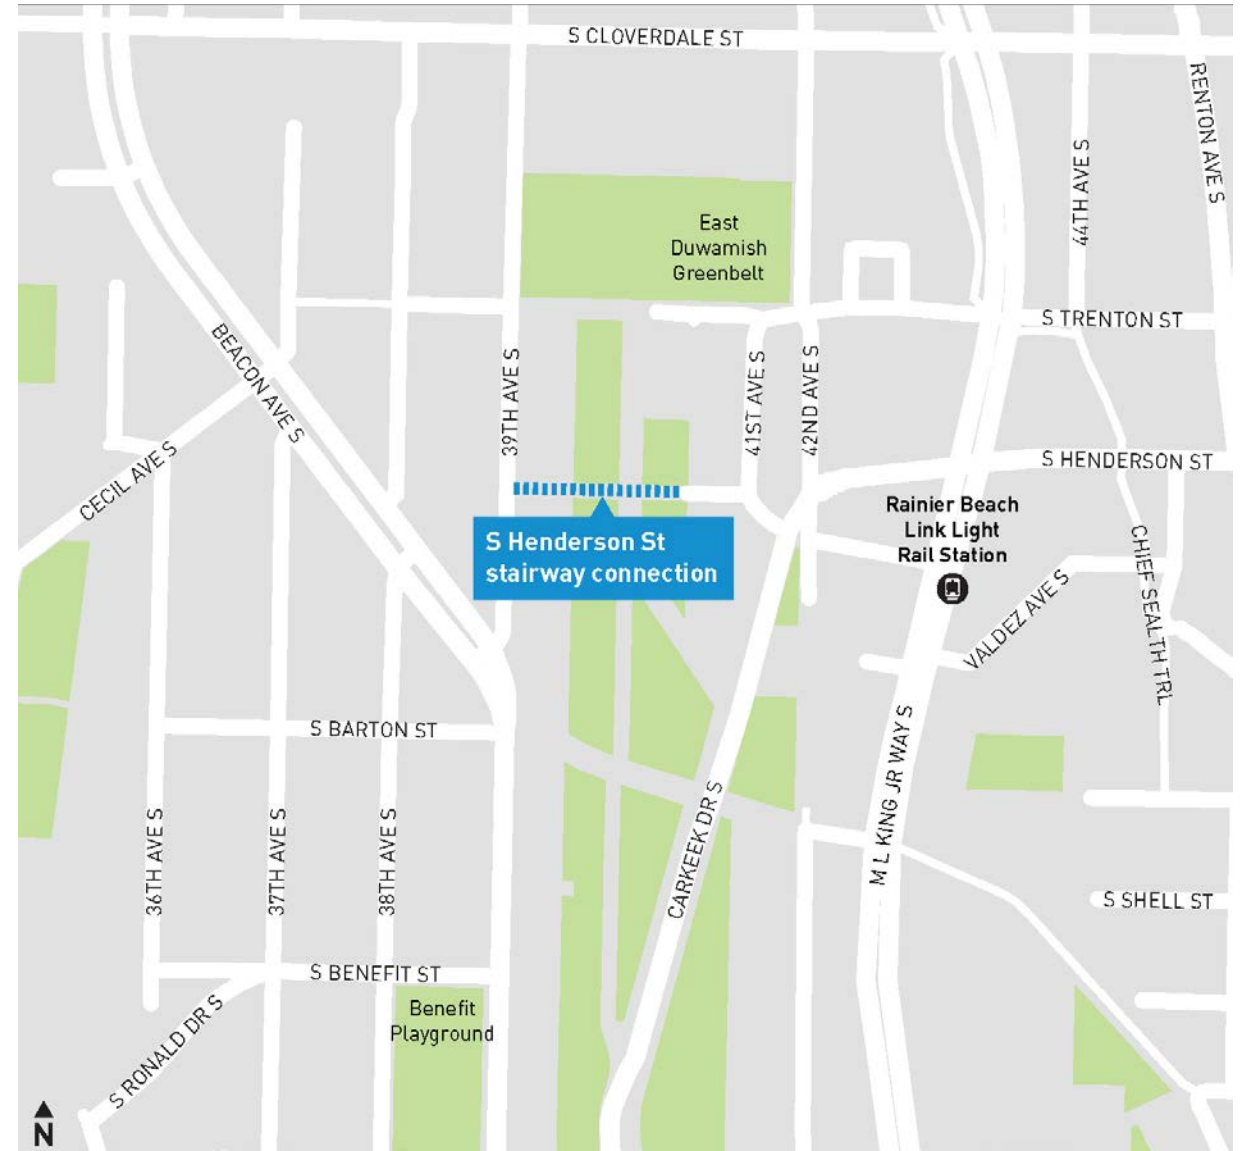 S CLOVERDALE ST
RENTON AVE S
44TH AVE S
East
Duwamish
Greenbelt
S TRENTON ST
BEACON AVE S
39TH AVE S
41ST AVE S
42ND AVE S
CECIL AVE S
S HENDERSON ST
Rainier Beach
Link Light
Rail Station
S Henderson St
stairway connection
CHIEF SEALTH TRL
VALDEZ AVE S
S BARTON ST
M L KING JR WAY S
CARKEEK DR S
36TH AVE S
37TH AVE S
38TH AVE S
S SHELL ST
S BENEFIT ST
Benefit
Playground
S RONALD DR S
N